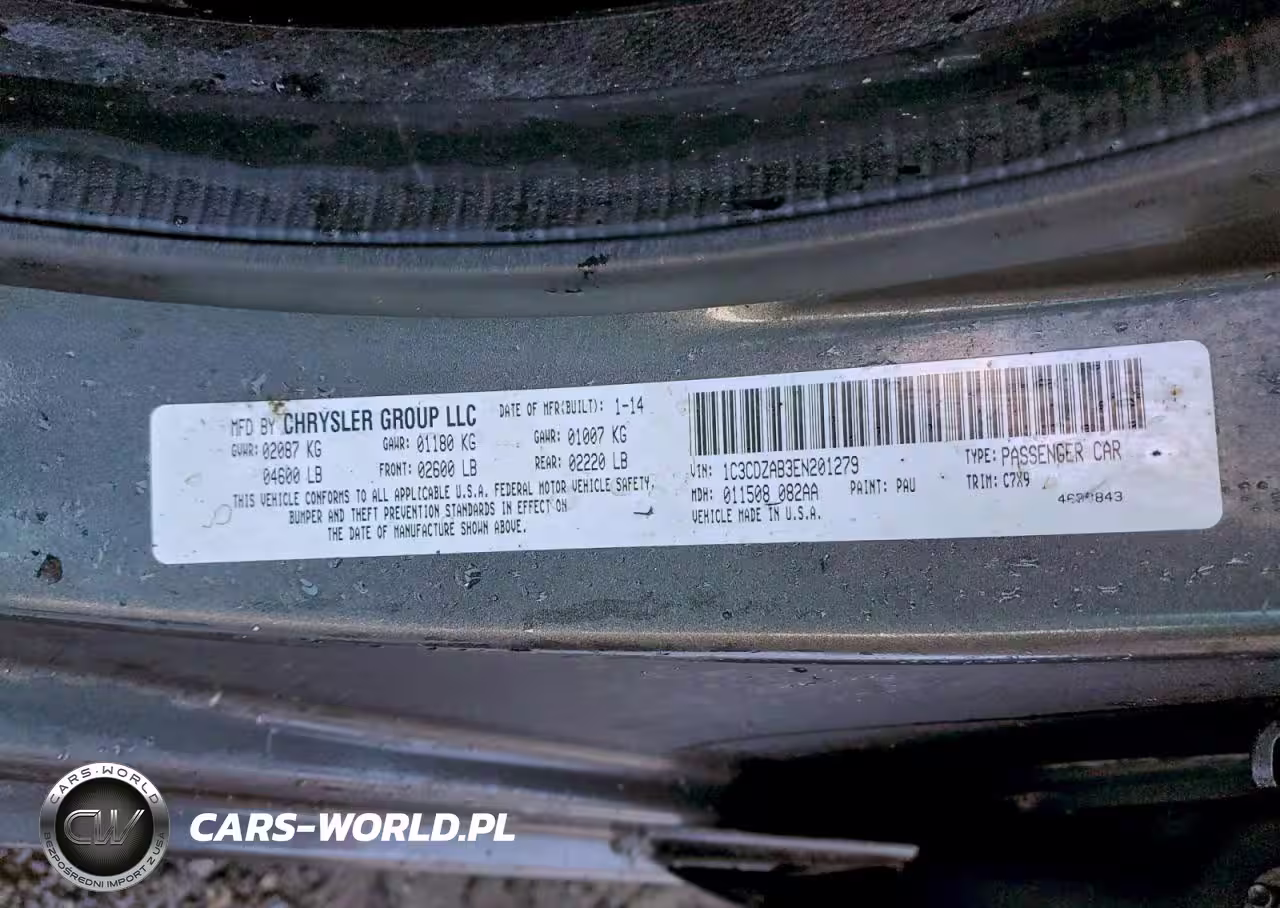 MFD BY CHRYSLER GROUP LLC DATE OF MFR(BUILT): 1-14
GVWR: 02087 KG GAWR: 01180 KG GAWR: 01007 KG
04600 LB FRONT: 02600 LB REAR: 02220 LB
THIS VEHICLE CONFORMS TO ALL APPLICABLE U.S.A. FEDERAL MOTOR VEHICLE SAFETY,
BUMPER AND THEFT PREVENTION STANDARDS IN EFFECT ON
THE DATE OF MANUFACTURE SHOWN ABOVE.
VIN: 1C3CDZAB3EN201279 TYPE: PASSENGER CAR
MDH: 011508 082AA PAINT: PAU TRIM: C7X9
VEHICLE MADE IN U.S.A.
CARS-WORLD
CW
BEZPOŚREDNI IMPORT Z USA
CARS-WORLD.PL